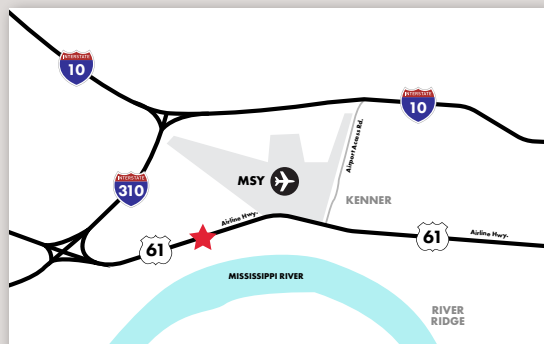 INTERSTATE
10
INTERSTATE
10
Airport Access Rd.
INTERSTATE
310
MSY
KENNER
Airline Hwy.
61
61
Airline Hwy.
MISSISSIPPI RIVER
RIVER
RIDGE